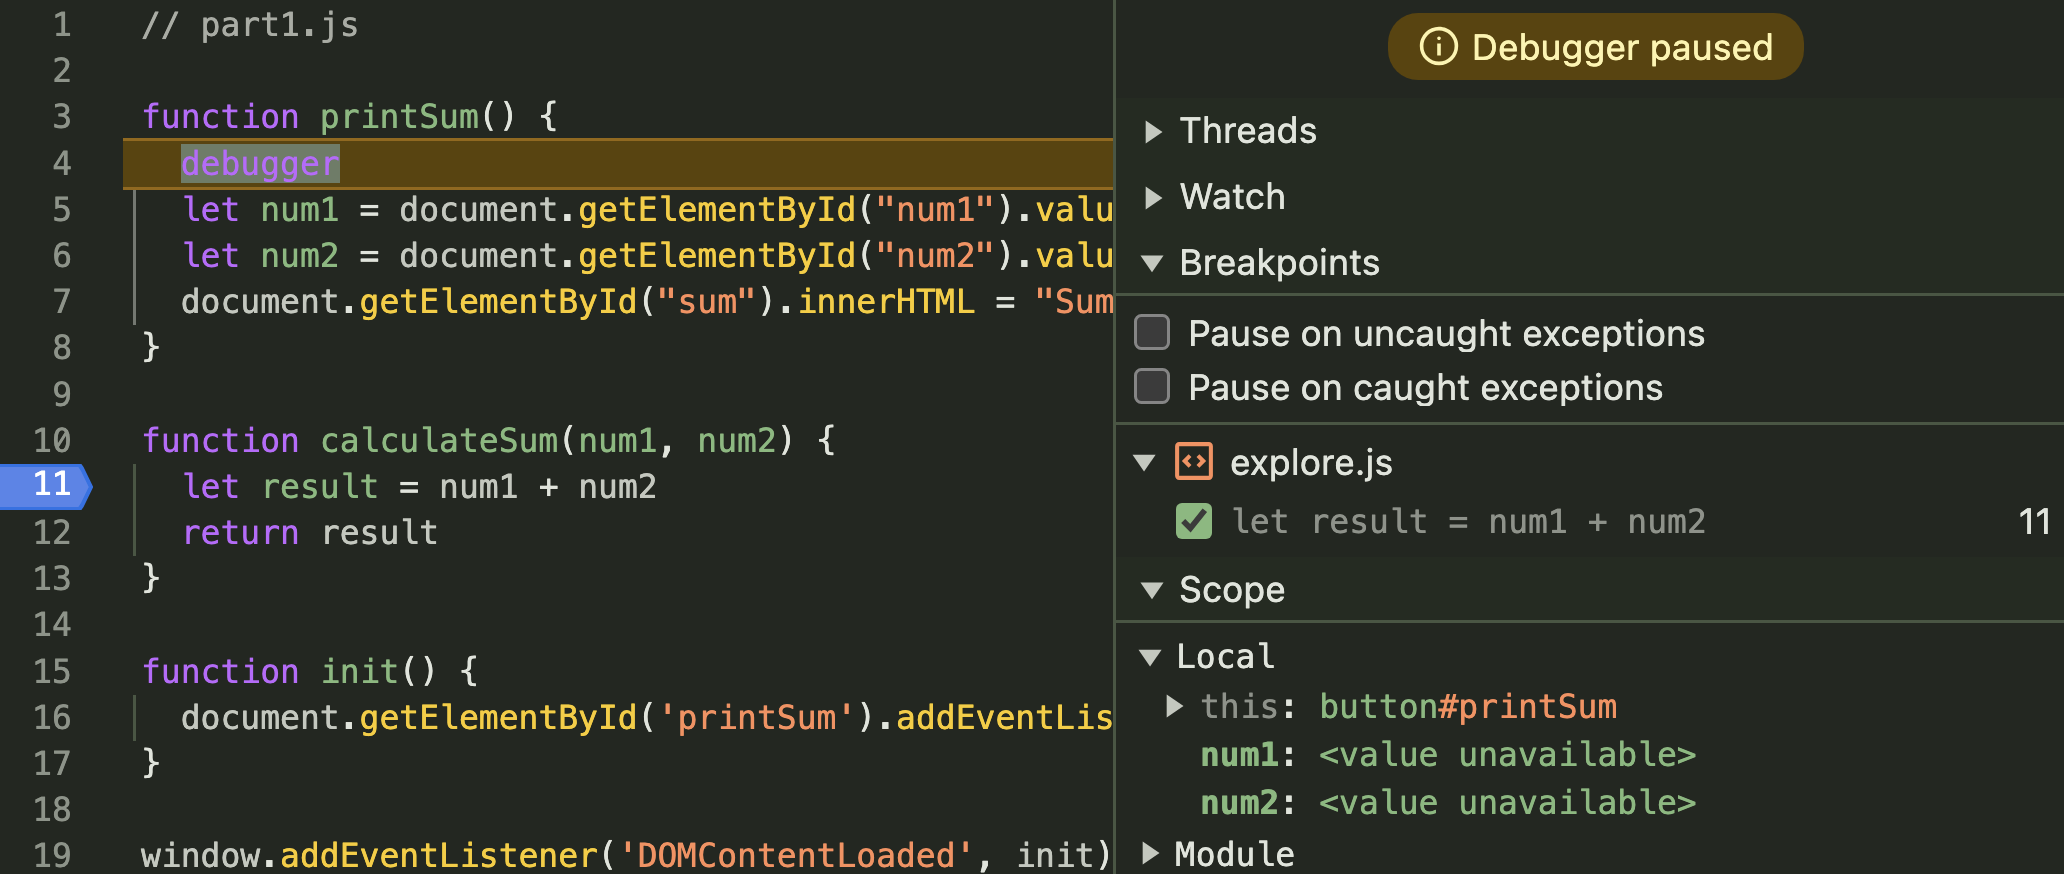 1 // part1.js
2
3 function printSum() {
4 debugger
5 let num1 = document.getElementById("num1").valu
6 let num2 = document.getElementById("num2").valu
7 document.getElementById("sum").innerHTML = "Sum
8 }
9
10 function calculateSum(num1, num2) {
11 let result = num1 + num2
12 return result
13 }
14
15 function init() {
16 document.getElementById('printSum').addEventLis
17 }
18
19 window.addEventListener('DOMContentLoaded', init)
Debugger paused
Threads
Watch
Breakpoints
Pause on uncaught exceptions
Pause on caught exceptions
explore.js
let result = num1 + num2 11
Scope
Local
this: button#printSum
num1: <value unavailable>
num2: <value unavailable>
Module